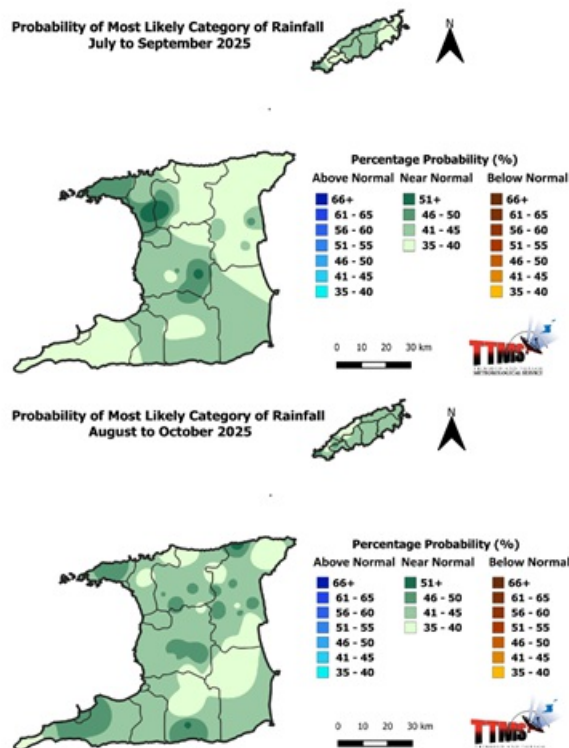 Probability of Most Likely Category of Rainfall
July to September 2025
N
Percentage Probability (%)
Above Normal Near Normal Below Normal
66+ 51+ 66+
61 - 65 46 - 50 61 - 65
56 - 60 41 - 45 56 - 60
51 - 55 35 - 40 51 - 55
46 - 50 46 - 50
41 - 45 41 - 45
35 - 40 35 - 40
0 10 20 30 km
TTMS
METEOROLOGICAL SERVICE
Probability of Most Likely Category of Rainfall
August to October 2025
N
Percentage Probability (%)
Above Normal Near Normal Below Normal
66+ 51+ 66+
61 - 65 46 - 50 61 - 65
56 - 60 41 - 45 56 - 60
51 - 55 35 - 40 51 - 55
46 - 50 46 - 50
41 - 45 41 - 45
35 - 40 35 - 40
0 10 20 30 km
TTMS